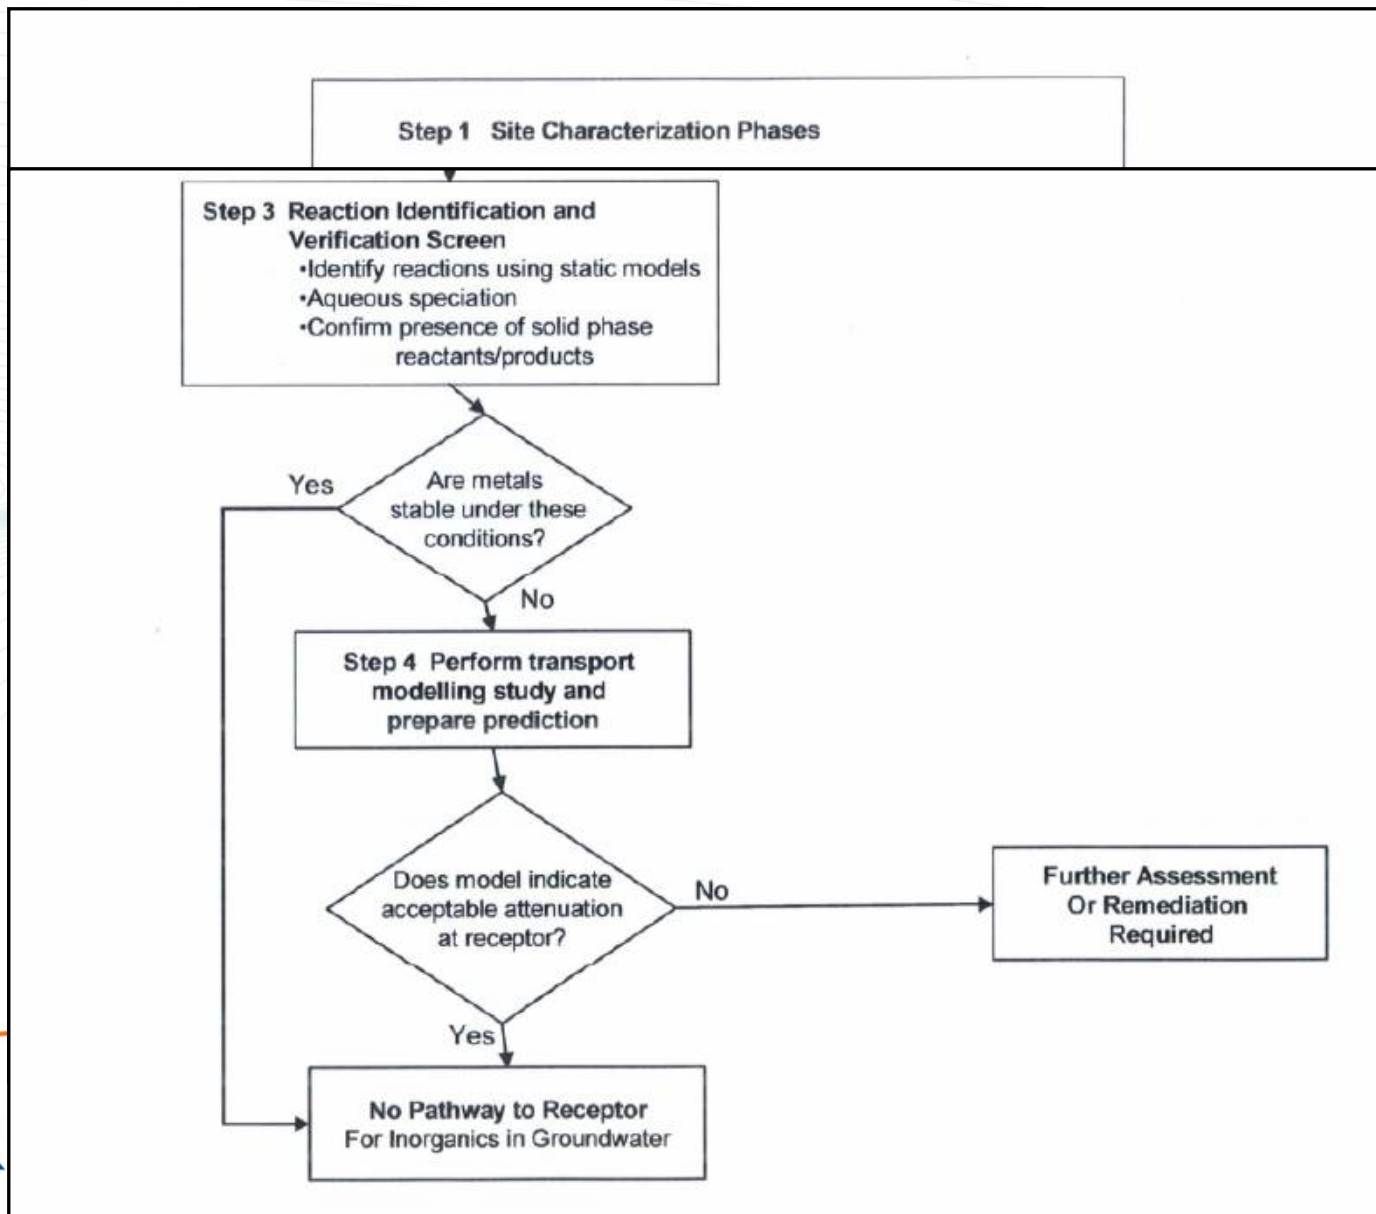 Step 1 Site Characterization Phases
Step 3 Reaction Identification and
Verification Screen
•Identify reactions using static models
•Aqueous speciation
•Confirm presence of solid phase
reactants/products
Yes
Are metals
stable under these
conditions?
No
Step 4 Perform transport
modelling study and
prepare prediction
Does model indicate
acceptable attenuation
at receptor?
No
Further Assessment
Or Remediation
Required
Yes
No Pathway to Receptor
For Inorganics in Groundwater